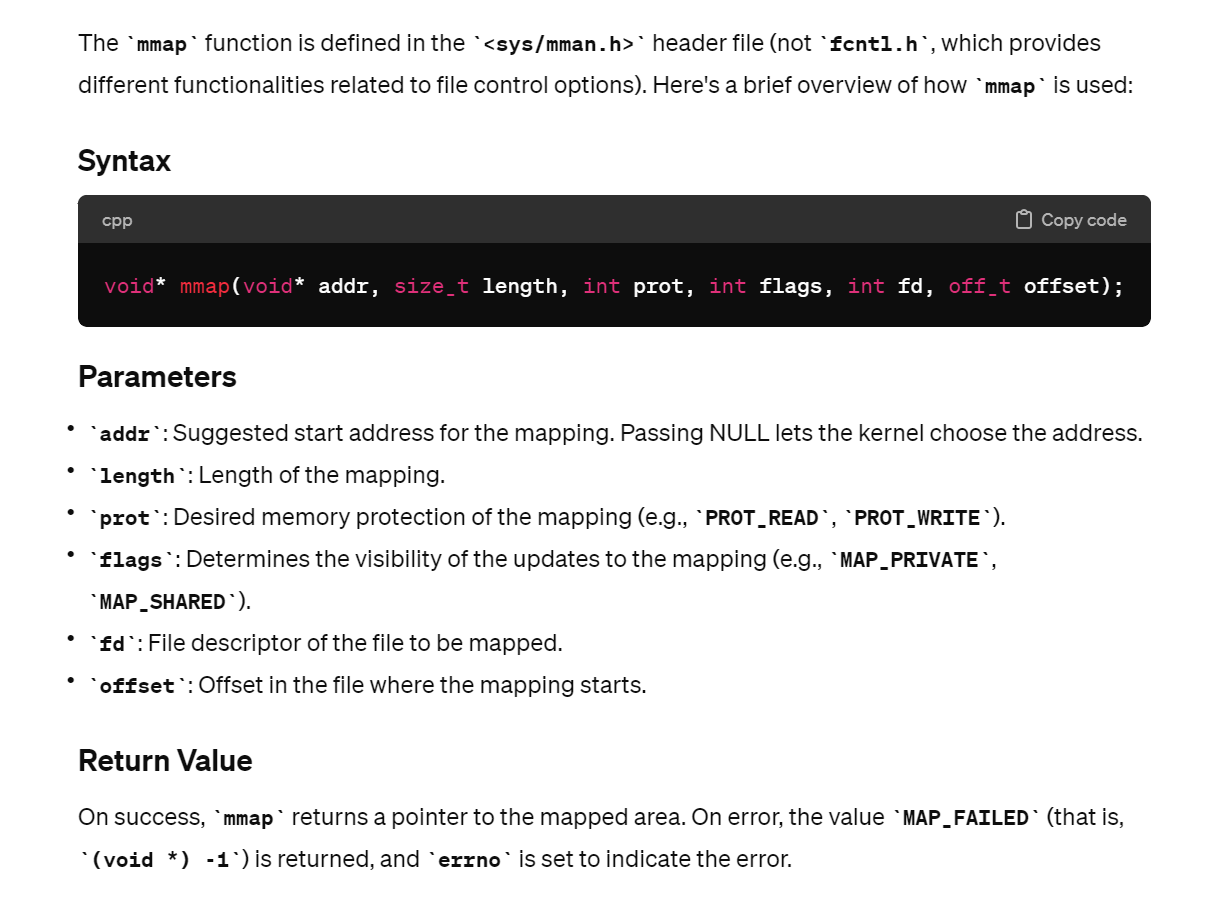 The `mmap` function is defined in the `<sys/mman.h>` header file (not `fcntl.h`, which provides
different functionalities related to file control options). Here's a brief overview of how `mmap` is used:
Syntax
cpp
Copy code
void* mmap(void* addr, size_t length, int prot, int flags, int fd, off_t offset);
Parameters
• `addr`: Suggested start address for the mapping. Passing NULL lets the kernel choose the address.
• `length`: Length of the mapping.
• `prot`: Desired memory protection of the mapping (e.g., `PROT_READ`, `PROT_WRITE`).
• `flags`: Determines the visibility of the updates to the mapping (e.g., `MAP_PRIVATE`,
`MAP_SHARED`).
• `fd`: File descriptor of the file to be mapped.
• `offset`: Offset in the file where the mapping starts.
Return Value
On success, `mmap` returns a pointer to the mapped area. On error, the value `MAP_FAILED` (that is,
`(void *) -1`) is returned, and `errno` is set to indicate the error.